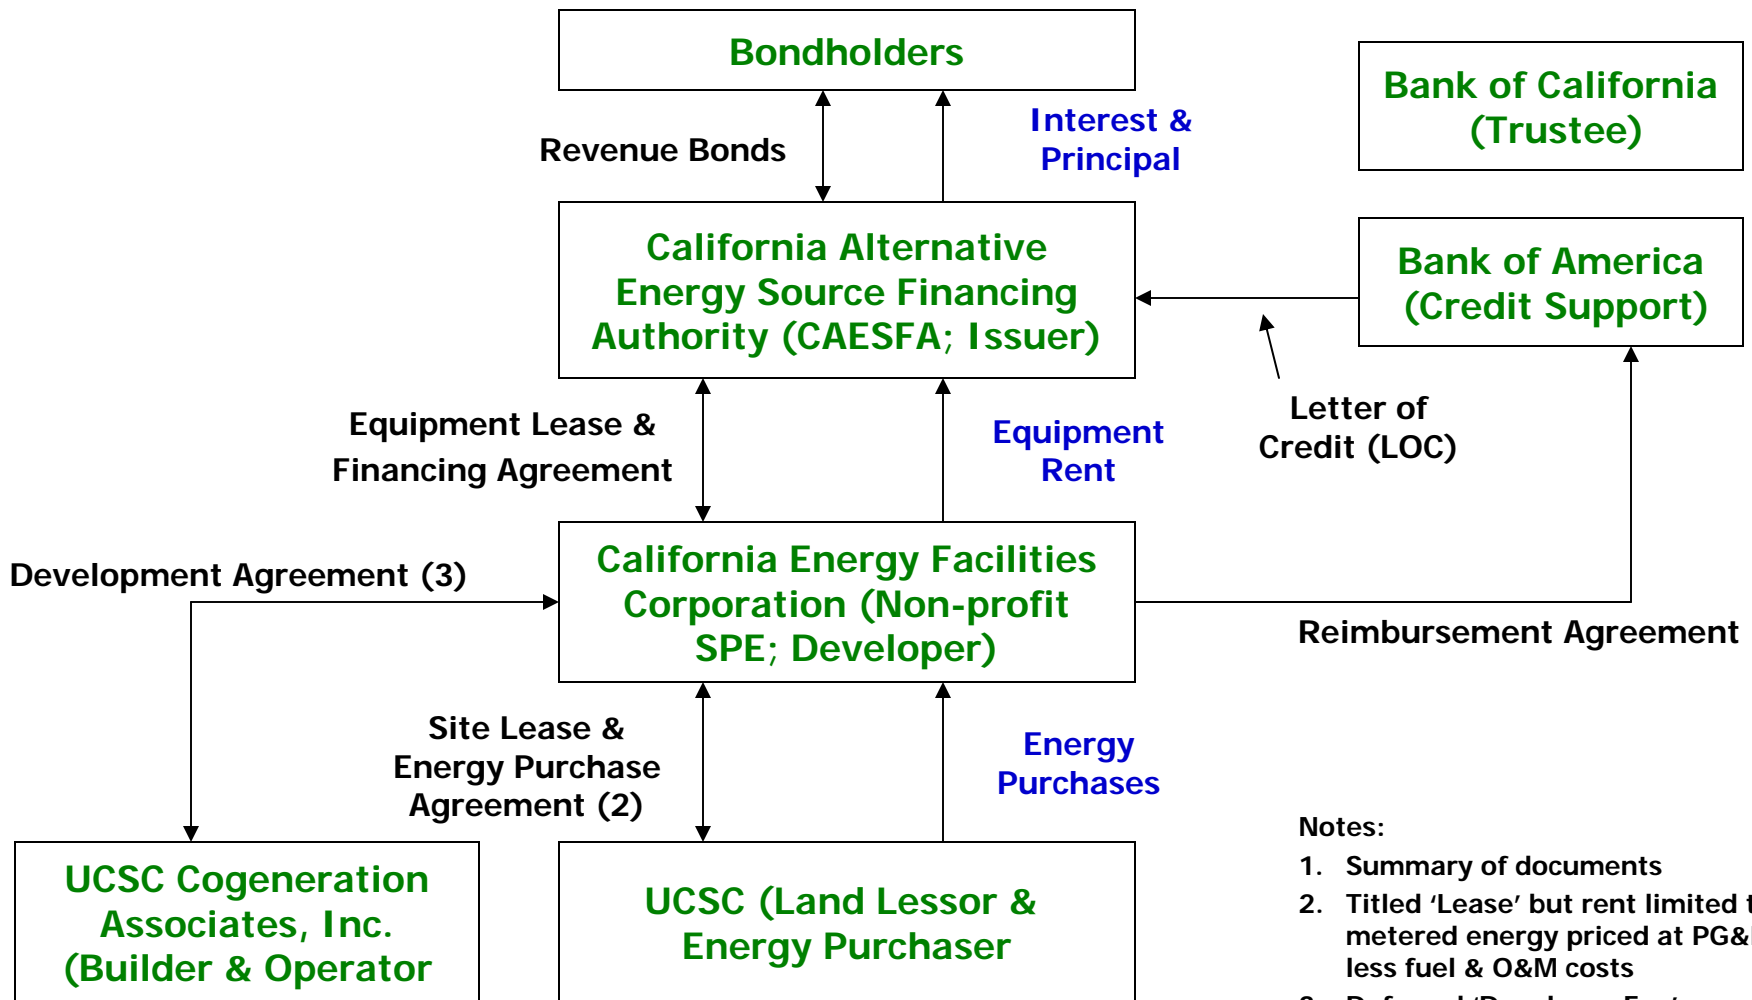 Bondholders
Bank of California
(Trustee)
Revenue Bonds
Interest &
Principal
California Alternative
Energy Source Financing
Authority (CAESFA; Issuer)
Bank of America
(Credit Support)
Equipment Lease &
Financing Agreement
Equipment
Rent
Letter of
Credit (LOC)
Development Agreement (3)
California Energy Facilities
Corporation (Non-profit
SPE; Developer)
Reimbursement Agreement
Site Lease &
Energy Purchase
Agreement (2)
Energy
Purchases
UCSC Cogeneration
Associates, Inc.
(Builder & Operator
UCSC (Land Lessor &
Energy Purchaser
Notes:
1. Summary of documents
2. Titled ‘Lease’ but rent limited
metered energy priced at
less fuel & O&M costs